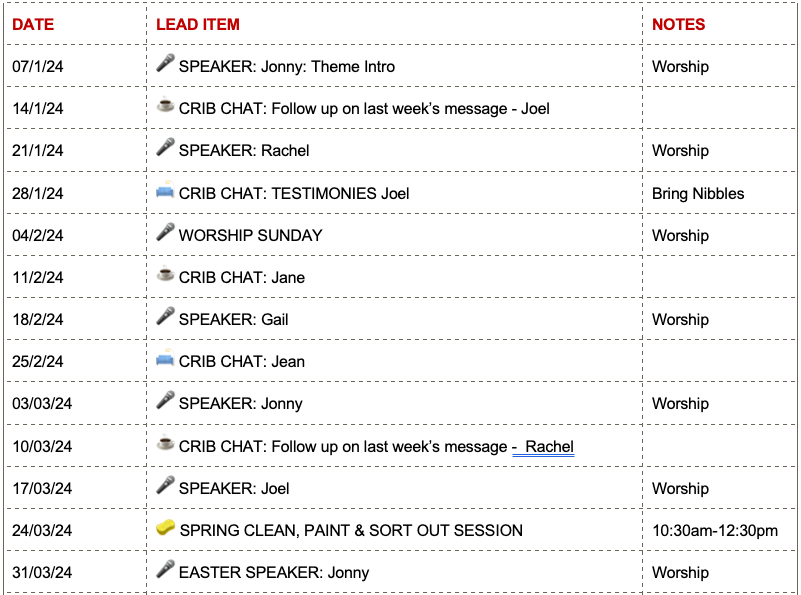 DATE LEAD ITEM NOTES
07/1/24 🎤 SPEAKER: Jonny: Theme Intro Worship
14/1/24 ☕ CRIB CHAT: Follow up on last week’s message - Joel
21/1/24 🎤 SPEAKER: Rachel Worship
28/1/24 🛋 CRIB CHAT: TESTIMONIES Joel Bring Nibbles
04/2/24 🎤 WORSHIP SUNDAY Worship
11/2/24 ☕ CRIB CHAT: Jane
18/2/24 🎤 SPEAKER: Gail Worship
25/2/24 🛋 CRIB CHAT: Jean
03/03/24 🎤 SPEAKER: Jonny Worship
10/03/24 ☕ CRIB CHAT: Follow up on last week’s message -  Rachel
17/03/24 🎤 SPEAKER: Joel Worship
24/03/24 🧽 SPRING CLEAN, PAINT & SORT OUT SESSION 10:30am-12:30pm
31/03/24 🎤 EASTER SPEAKER: Jonny Worship